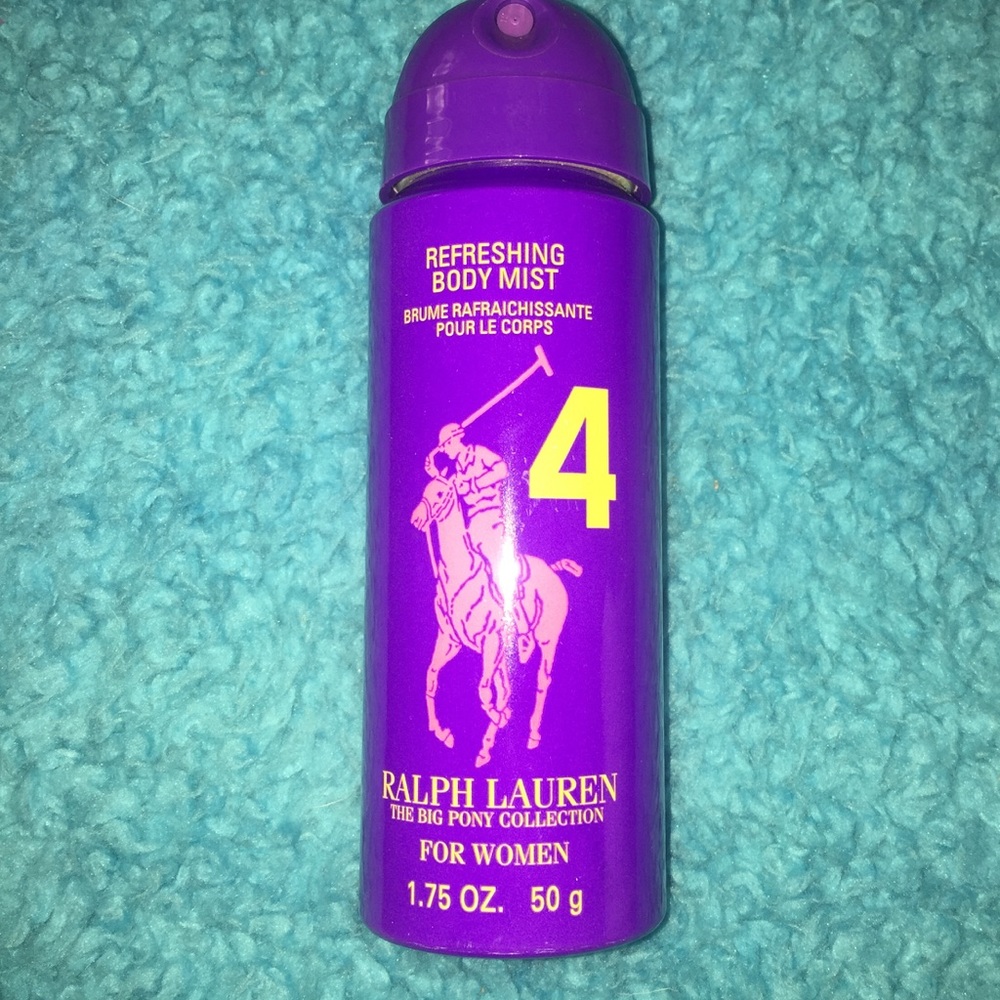 REFRESHING
BODY MIST
BRUME RAFRAICHISSANTE
POUR LE CORPS
4
RALPH LAUREN
THE BIG PONY COLLECTION
FOR WOMEN
1.75 OZ. 50 g